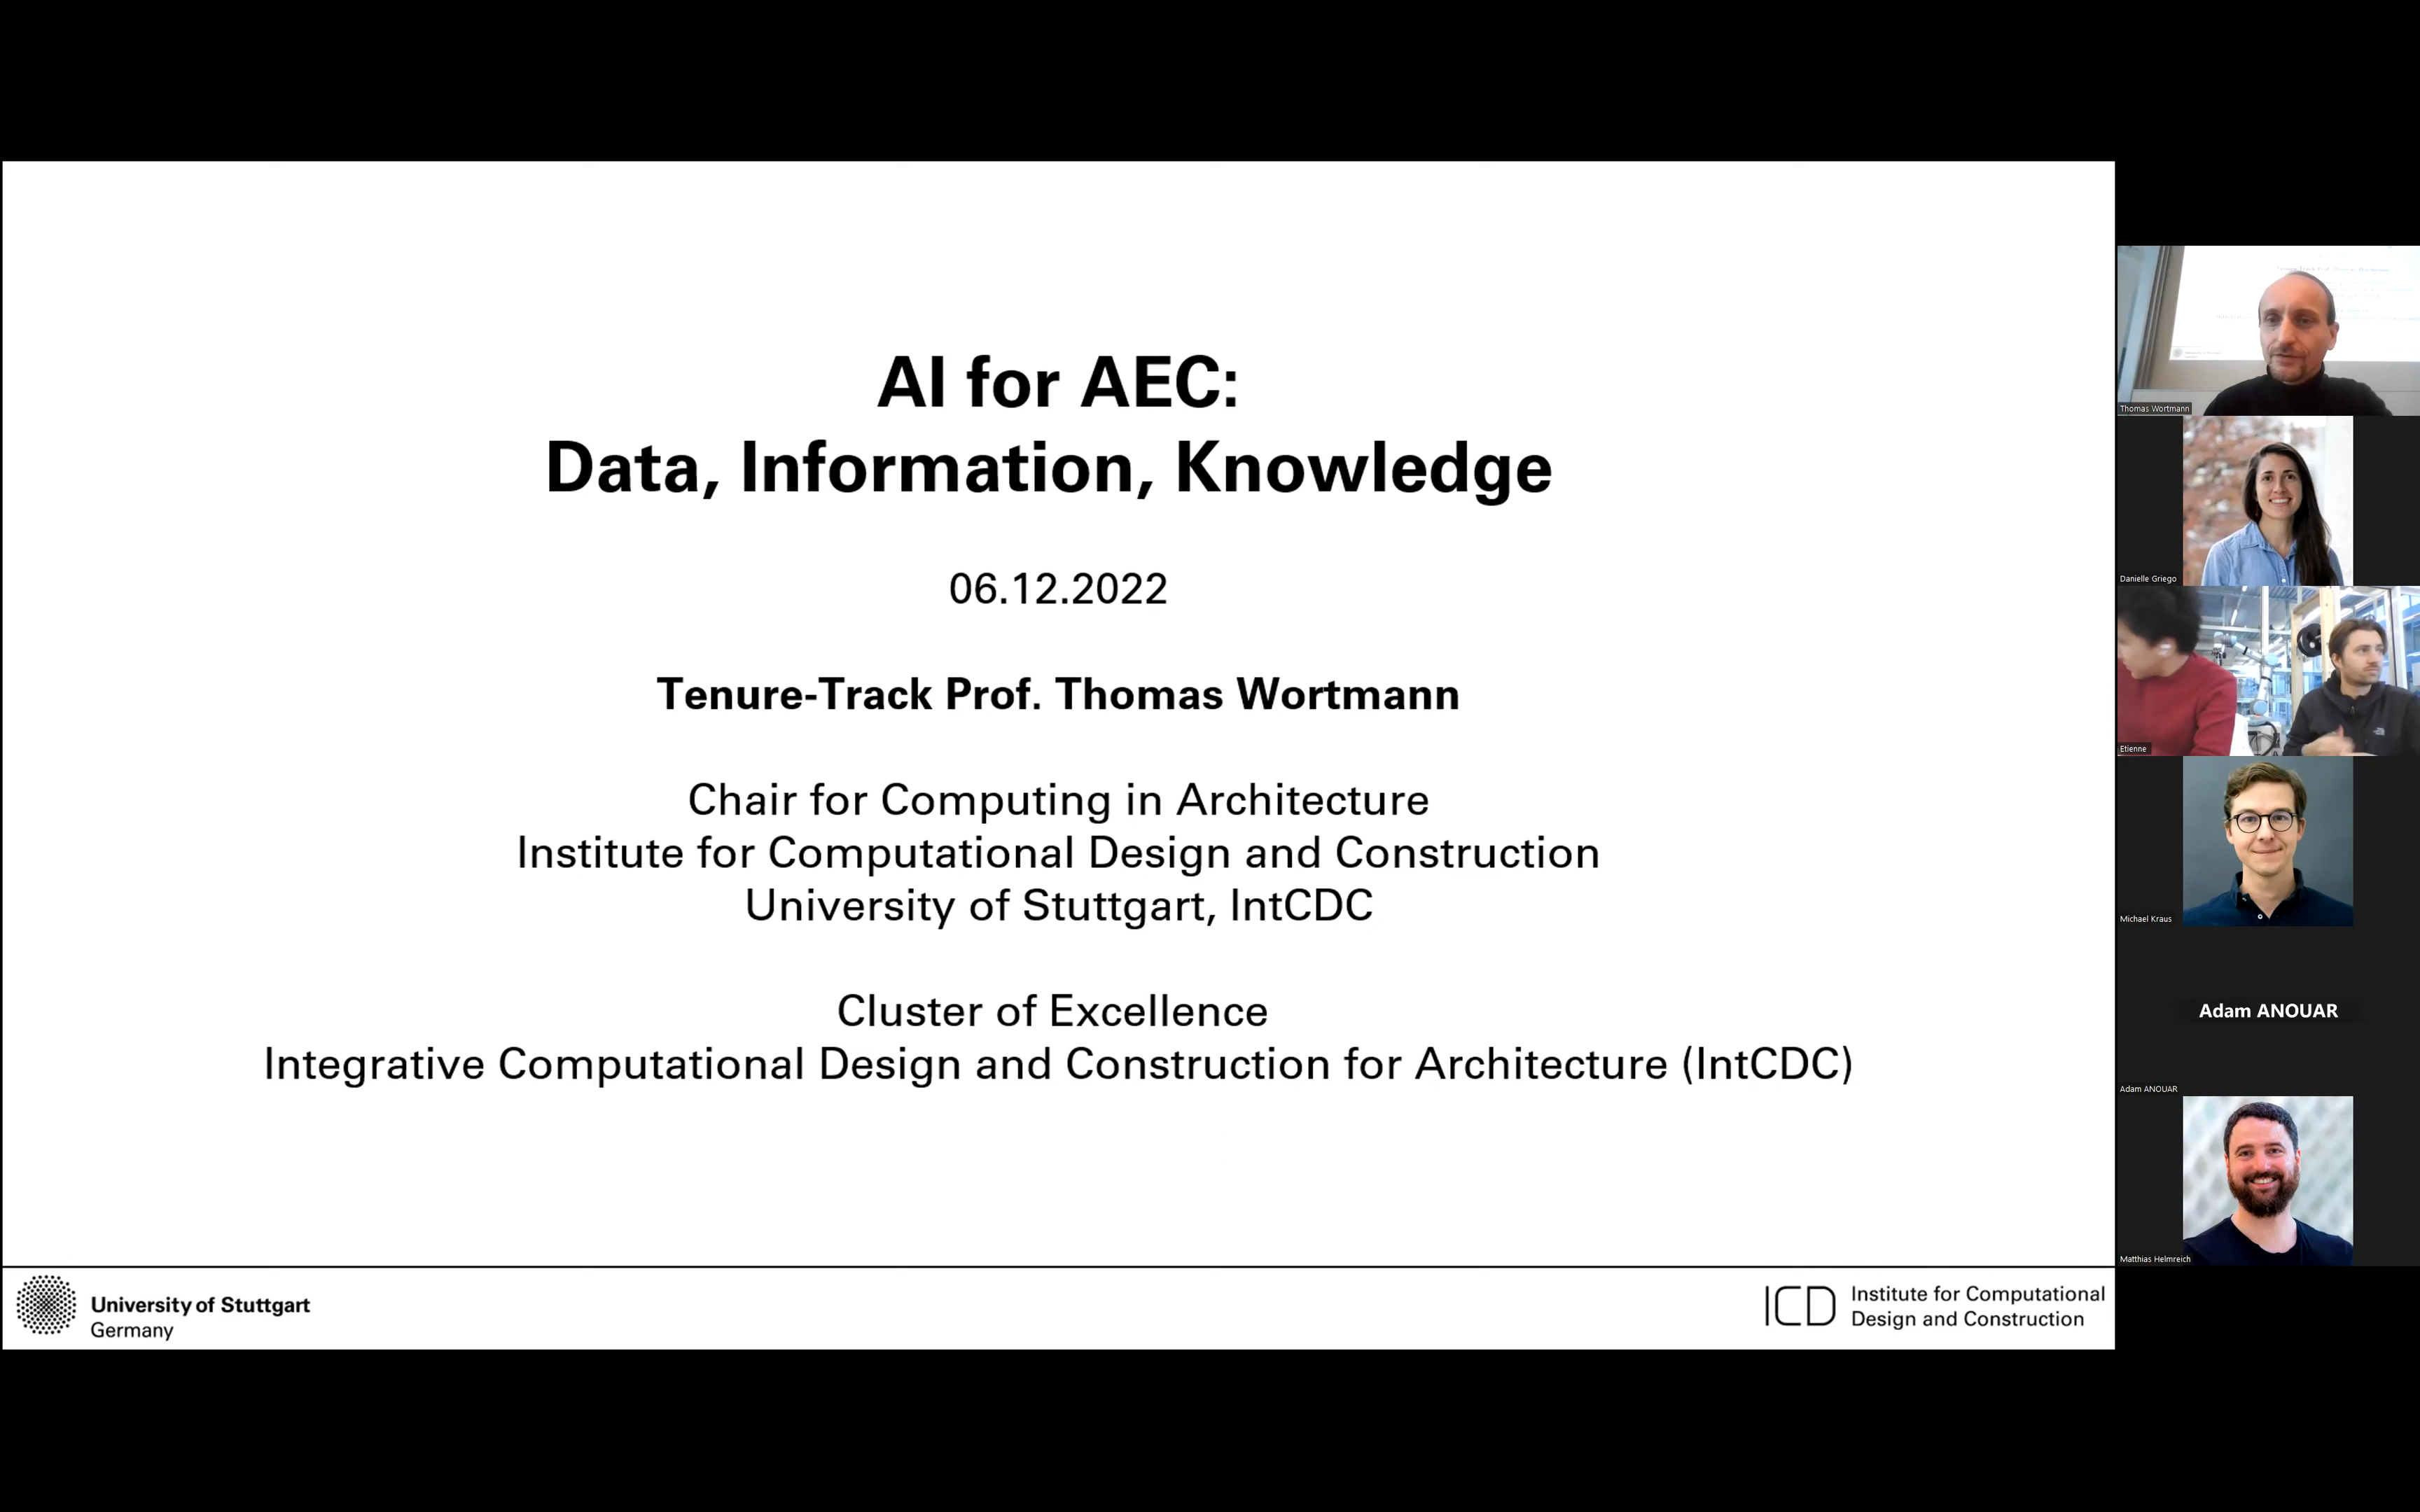 AI for AEC:
Data, Information, Knowledge
06.12.2022
Tenure-Track Prof. Thomas Wortmann
Chair for Computing in Architecture
Institute for Computational Design and Construction
University of Stuttgart, IntCDC
Cluster of Excellence
Integrative Computational Design and Construction for Architecture (IntCDC)
University of Stuttgart
Germany
ICD
Institute for Computational
Design and Construction
Thomas Wortmann
Danielle Griego
Etienne
Michael Kraus
Adam ANOUAR
Adam ANOUAR
Matthias Helmreich